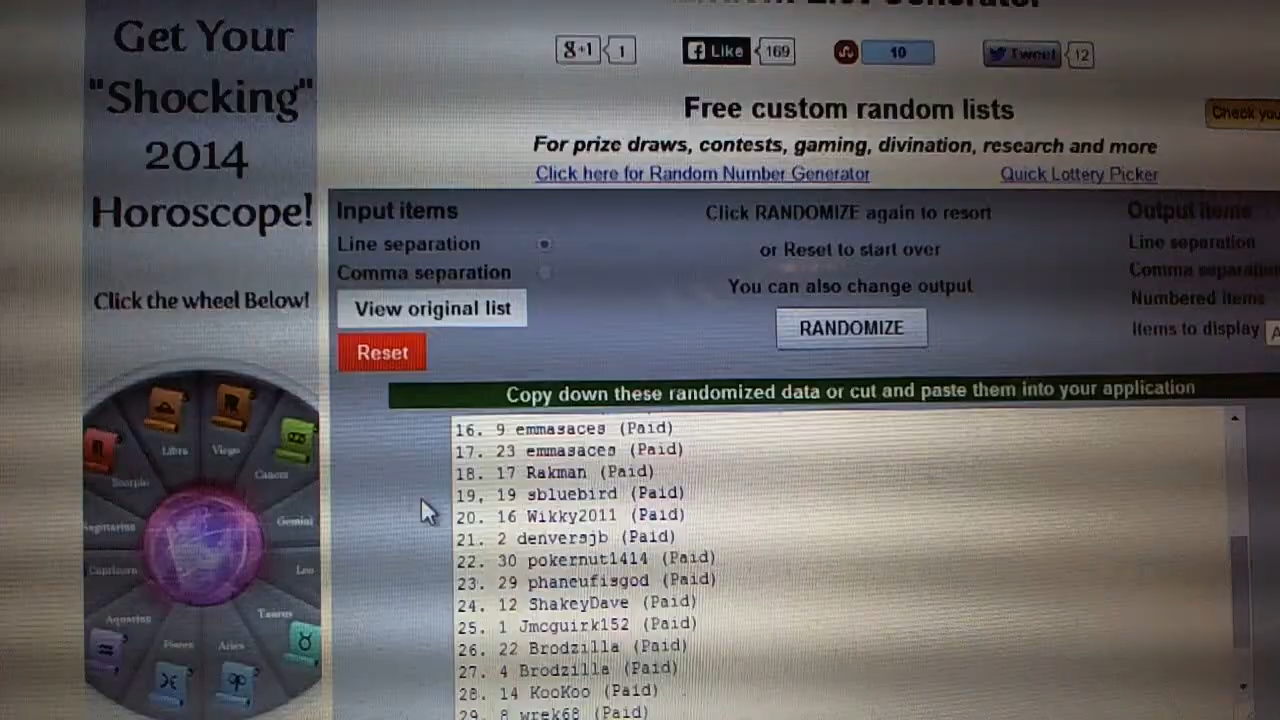 Get Your
"Shocking"
2014
Horoscope!
Click the wheel Below!
Libra
Virgo
Cancer
Gemini
Leo
Taurus
Aries
Pisces
Aquarius
Capricorn
Sagittarius
Scorpio
g+1 1
Like 169
10
Tweet 12
Free custom random lists
Check you
For prize draws, contests, gaming, divination, research and more
Click here for Random Number Generator
Quick Lottery Picker
Input items
Line separation
Comma separation
View original list
Reset
Click RANDOMIZE again to resort
or Reset to start over
You can also change output
RANDOMIZE
Output items
Line separation
Comma separation
Numbered items
Items to display
Copy down these randomized data or cut and paste them into your application
16. 9 emmasaces (Paid)
17. 23 emmasaces (Paid)
18. 17 Rakman (Paid)
19. 19 sbluebird (Paid)
20. 16 Wikky2011 (Paid)
21. 2 denversjb (Paid)
22. 30 pokernut1414 (Paid)
23. 29 phaneufisgod (Paid)
24. 12 ShakeyDave (Paid)
25. 1 Jmcguirk152 (Paid)
26. 22 Brodzilla (Paid)
27. 4 Brodzilla (Paid)
28. 14 KooKoo (Paid)
29. 8 wrek68 (Paid)